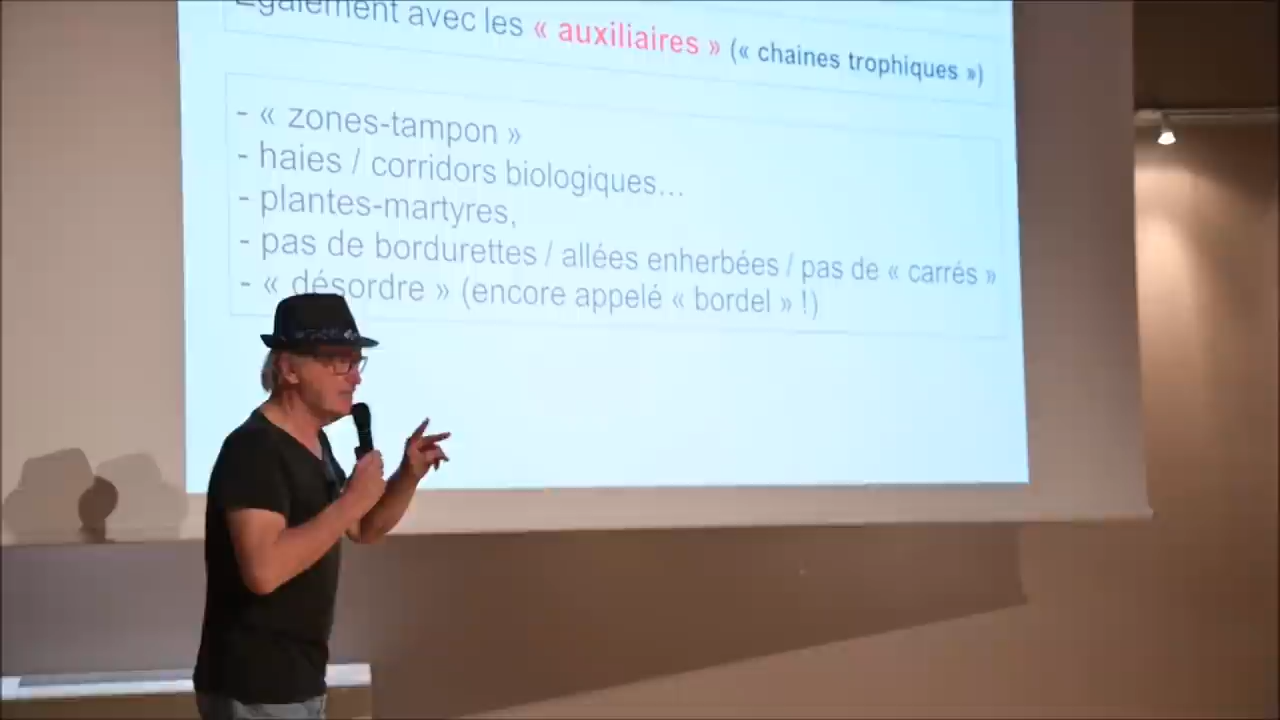 Également avec les « auxiliaires » (« chaines trophiques »)
- « zones-tampon »
- haies / corridors biologiques...
- plantes-martyres,
- pas de bordurettes / allées enherbées / pas de « carrés »
- « désordre » (encore appelé « bordel » !)